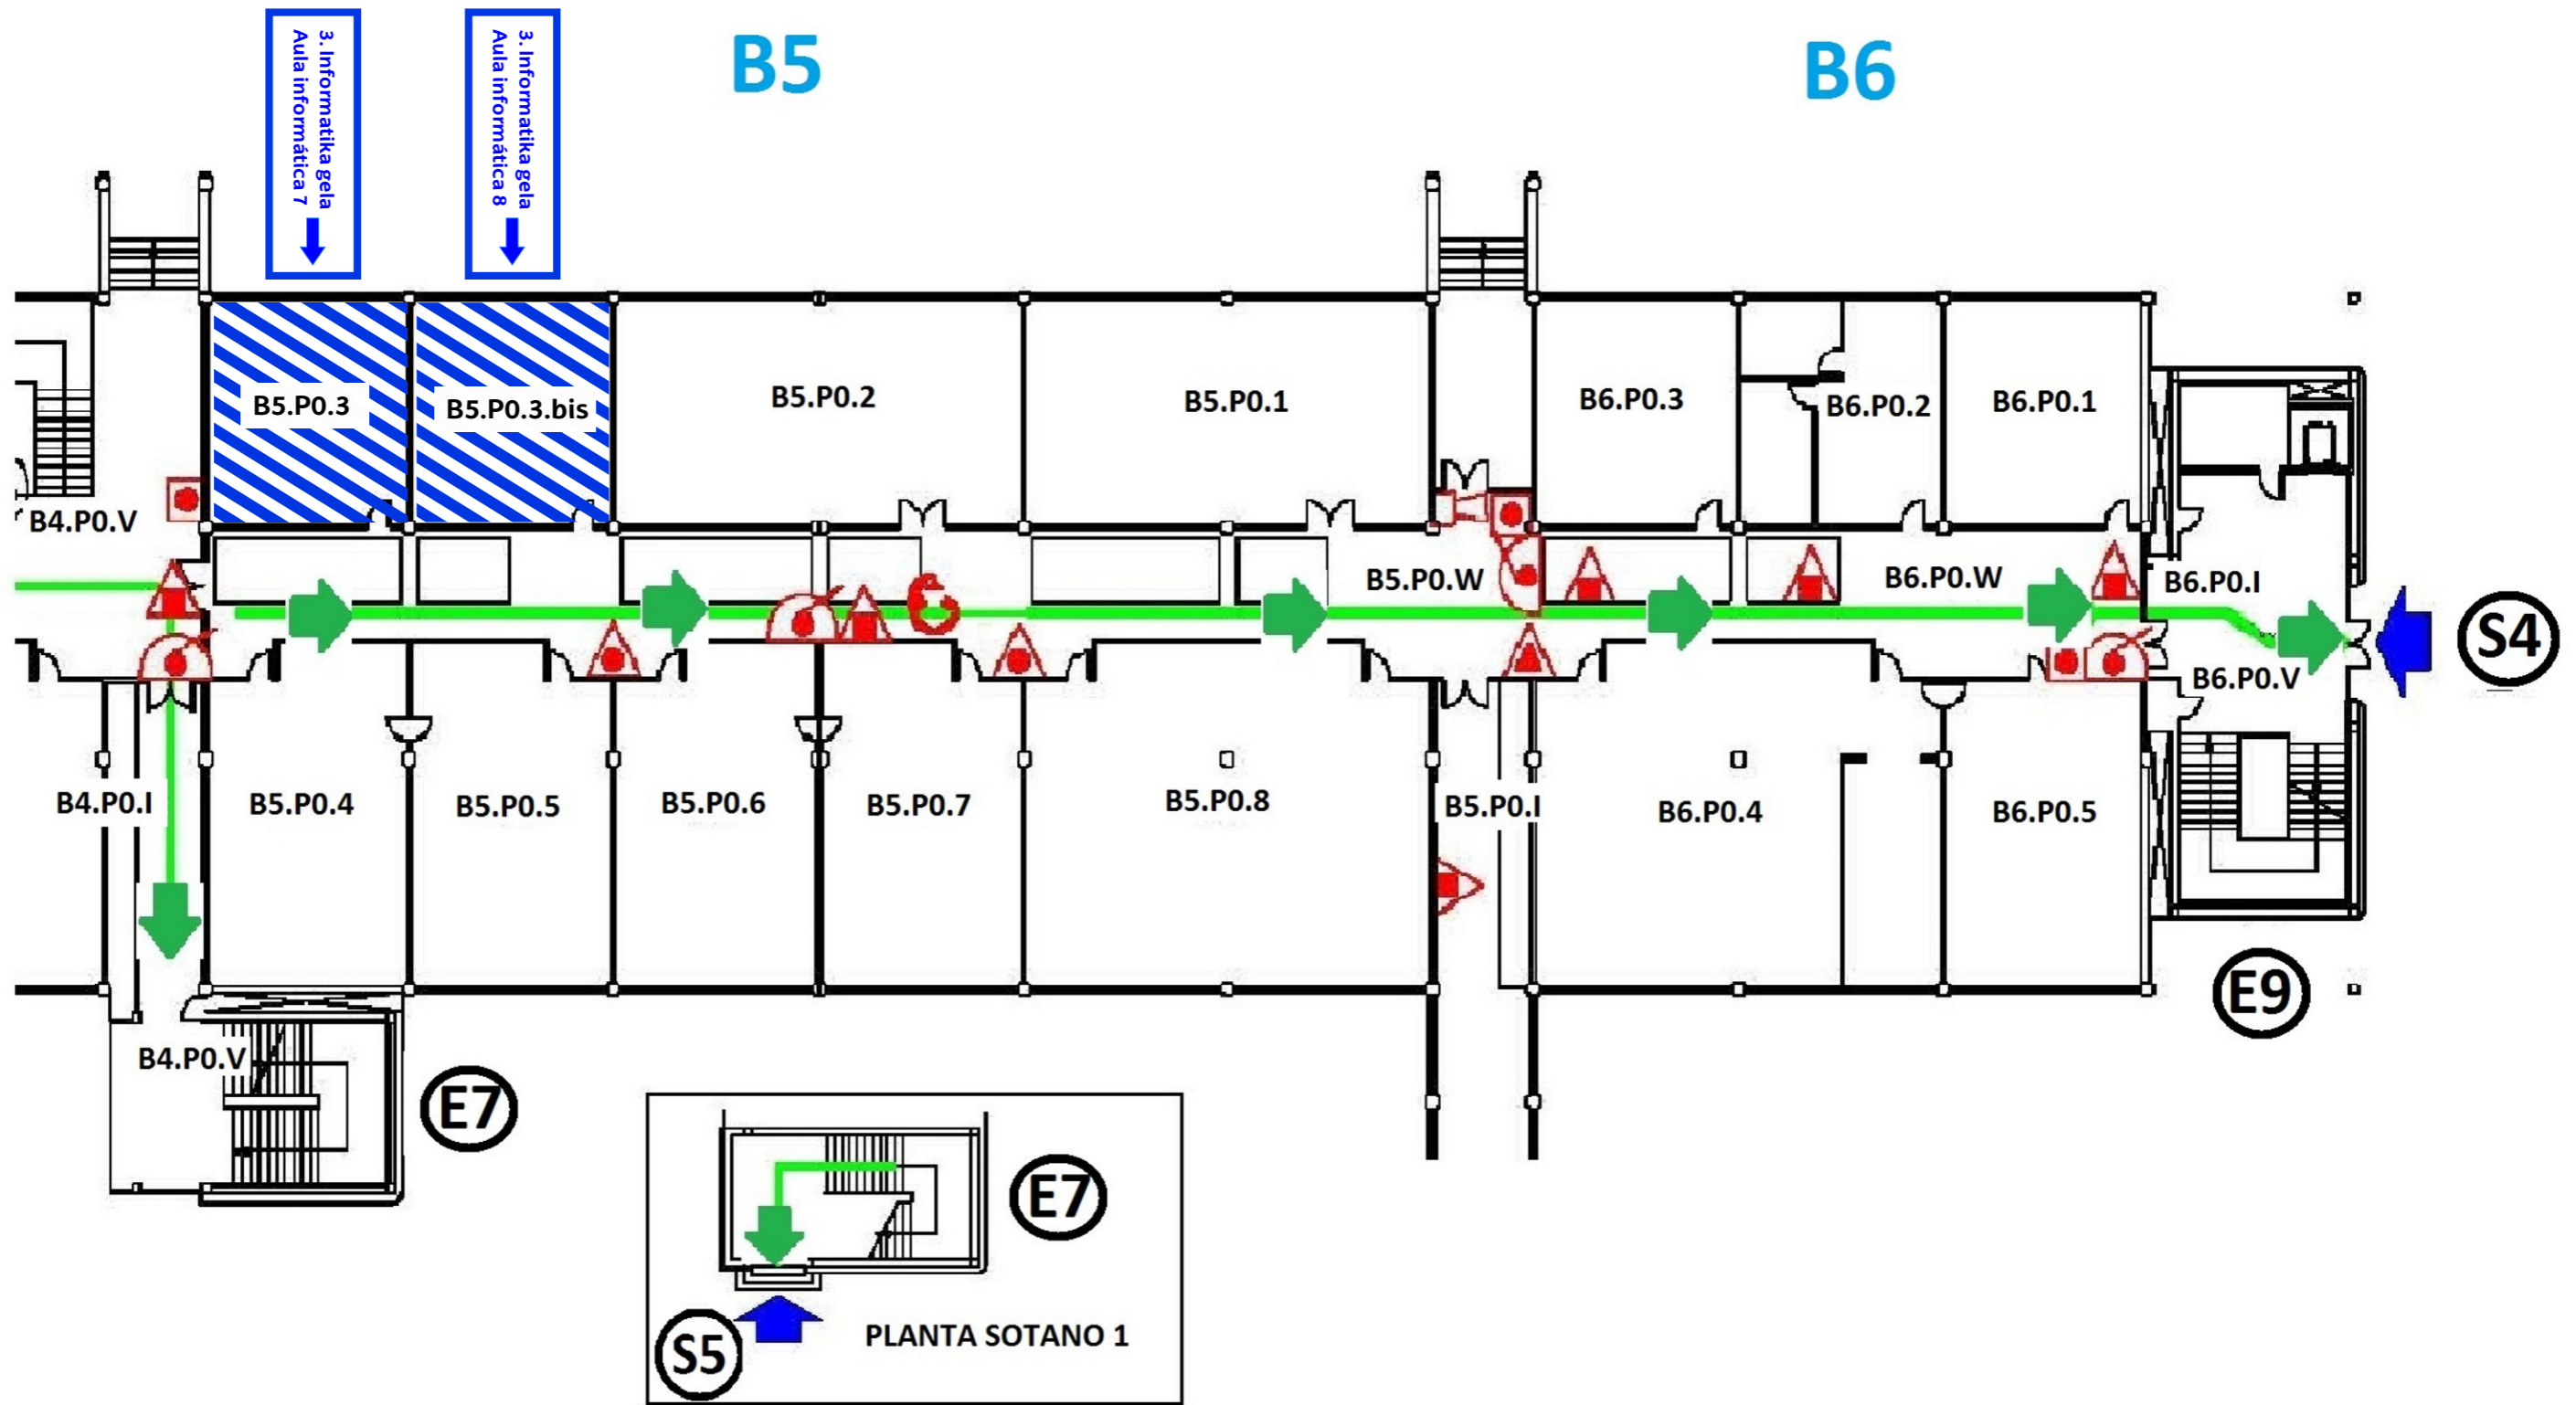 3. Informatika gela
Aula informática 7
3. Informatika gela
Aula informática 8
B5
B6
B5.P0.3
B5.P0.3.bis
B5.P0.2
B5.P0.1
B6.P0.3
B6.P0.2
B6.P0.1
B4.P0.V
B5.P0.W
B6.P0.W
B6.P0.I
S4
B6.P0.V
B4.P0.I
B5.P0.4
B5.P0.5
B5.P0.6
B5.P0.7
B5.P0.8
B5.P0.I
B6.P0.4
B6.P0.5
E9
B4.P0.V
E7
E7
S5
PLANTA SOTANO 1